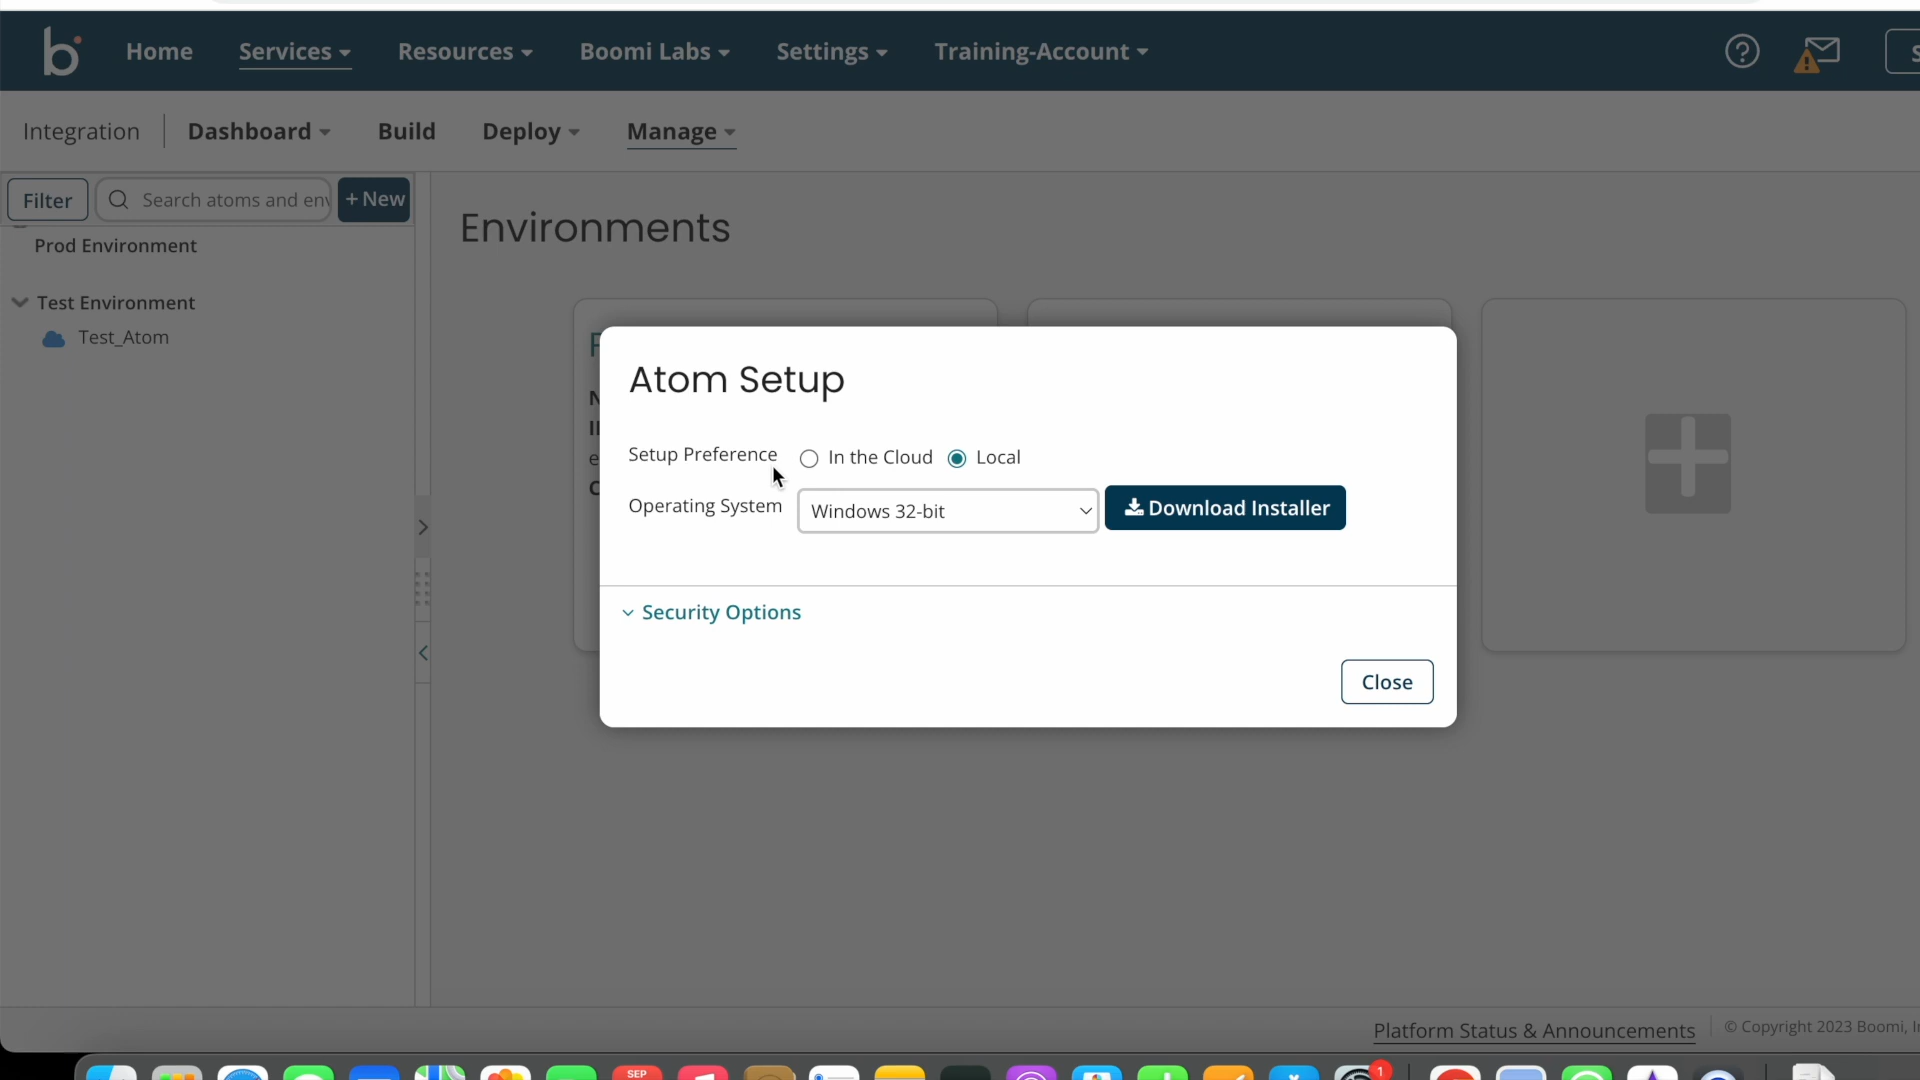 b Home Services Resources Boomi Labs Settings Training-Account
Integration Dashboard Build Deploy Manage
Filter Search atoms and env + New
Prod Environment
Test Environment
Test_Atom
Environments
Atom Setup
Setup Preference In the Cloud Local
Operating System Windows 32-bit Download Installer
Security Options
Close
Platform Status & Announcements © Copyright 2023 Boomi,
SEP
1